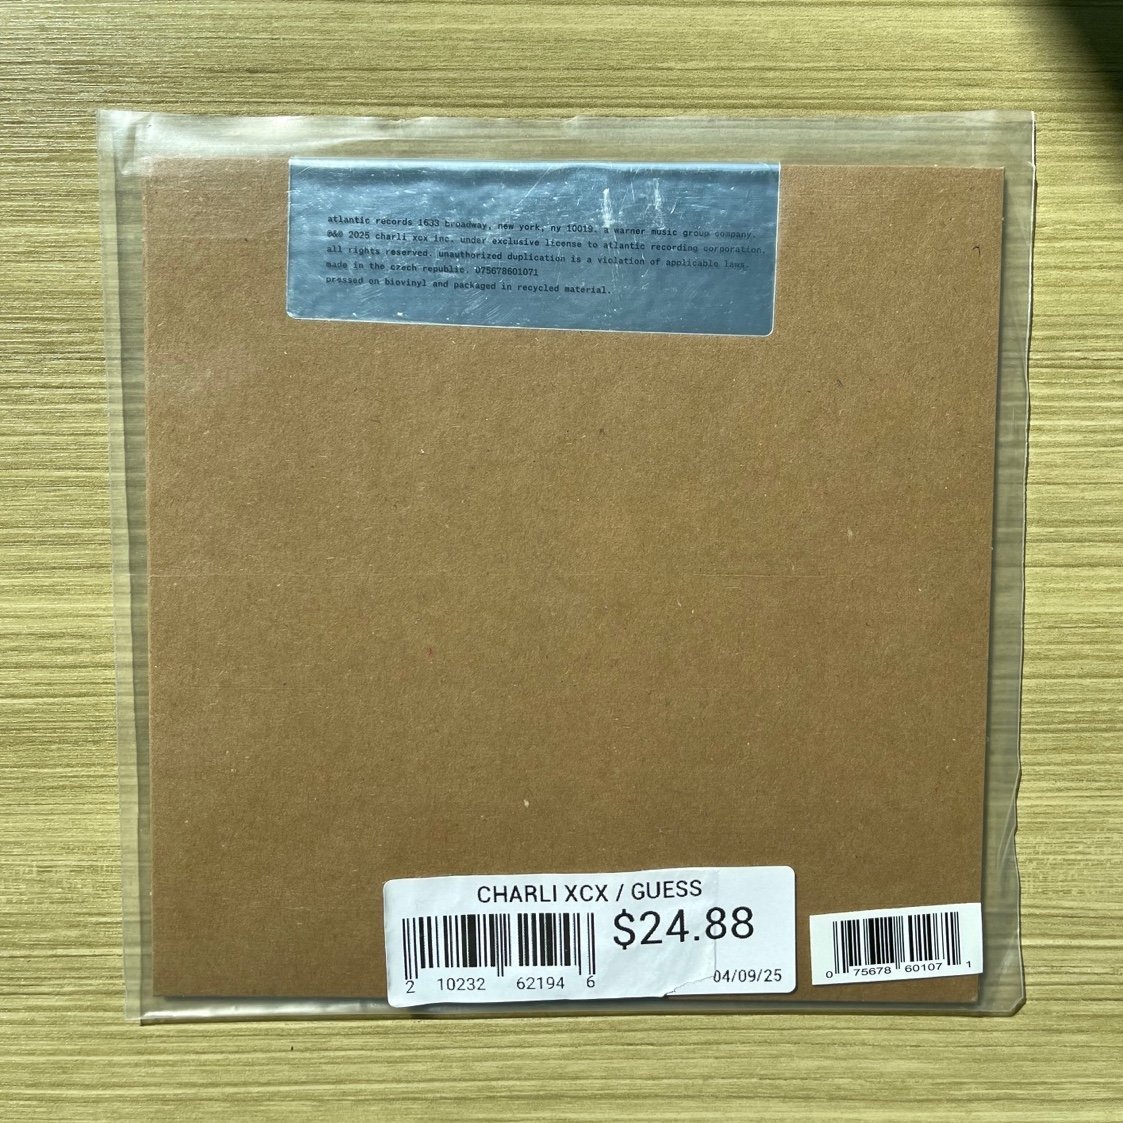 atlantic records 1633 broadway, new york, ny 10019. a warner music group company.
℗&© 2025 charli xcx inc. under exclusive license to atlantic recording corporation.
all rights reserved. unauthorized duplication is a violation of applicable laws.
made in the czech republic. 075678601071
pressed on biovinyl and packaged in recycled material.
CHARLI XCX / GUESS
$24.88
2 10232 62194 6
04/09/25
0 75678 60107 1